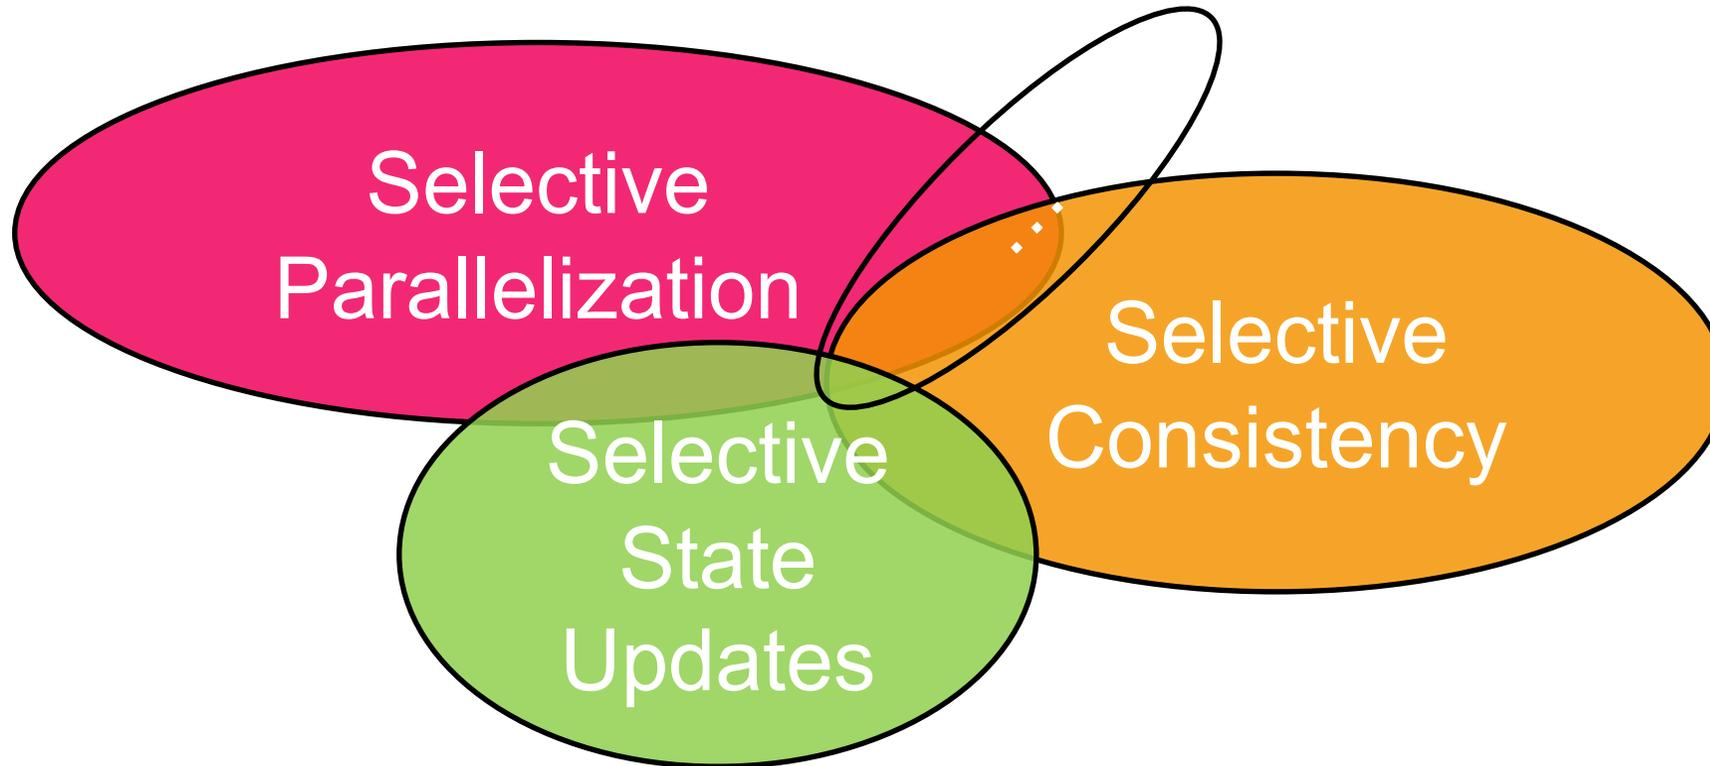 Selective
Parallelization
Selective
Consistency
Selective
State
Updates